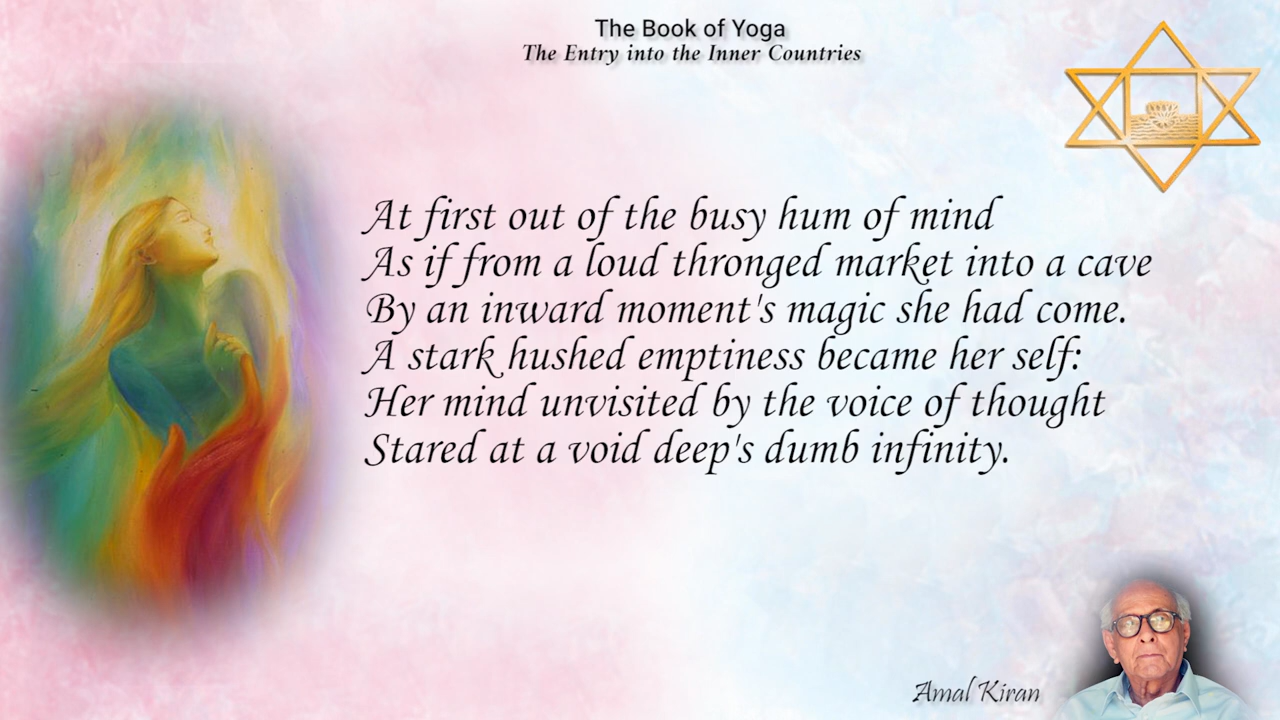 The Book of Yoga
The Entry into the Inner Countries
At first out of the busy hum of mind
As if from a loud thronged market into a cave
By an inward moment's magic she had come.
A stark hushed emptiness became her self:
Her mind unvisited by the voice of thought
Stared at a void deep's dumb infinity.
Amal Kiran